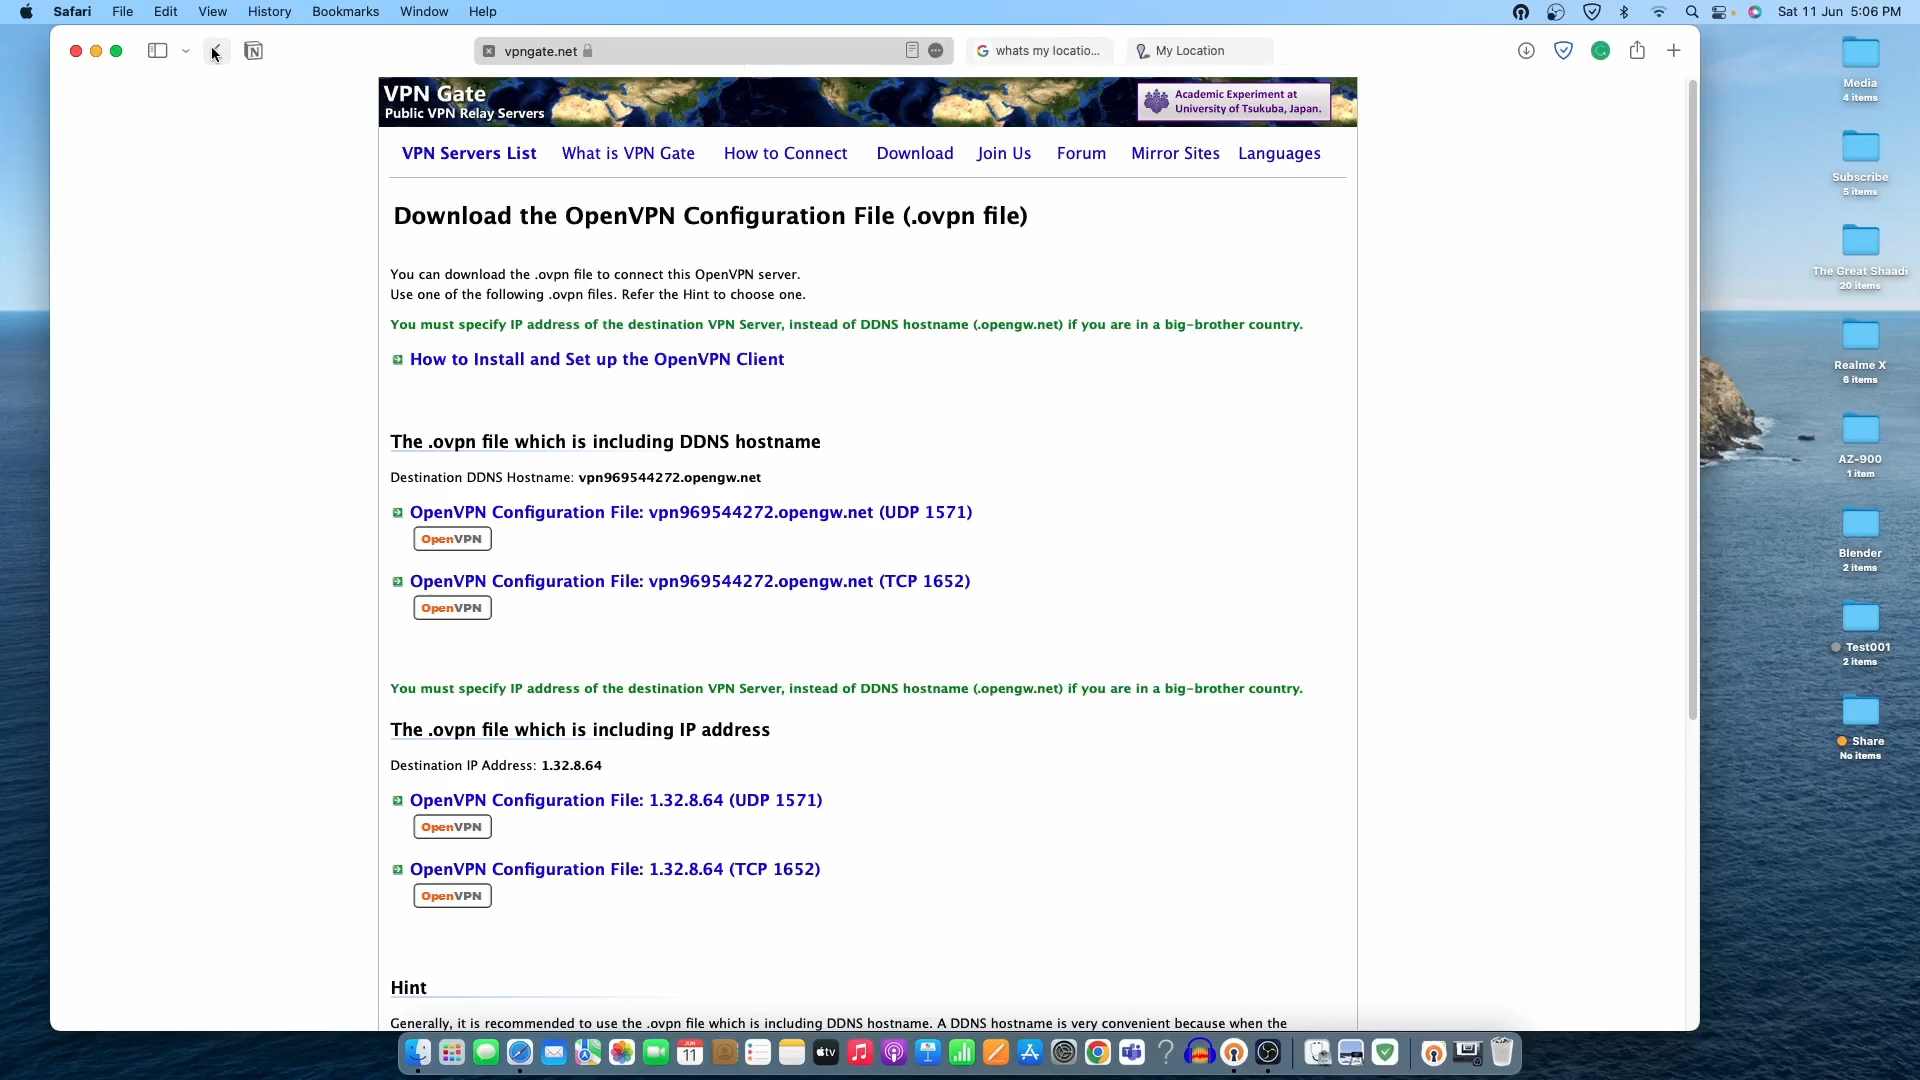 Safari File Edit View History Bookmarks Window Help Sat 11 Jun 5:06 PM
vpngate.net whats my locatio... My Location
VPN Gate
Public VPN Relay Servers
Academic Experiment at
University of Tsukuba, Japan.
VPN Servers List What is VPN Gate How to Connect Download Join Us Forum Mirror Sites Languages
Download the OpenVPN Configuration File (.ovpn file)
You can download the .ovpn file to connect this OpenVPN server.
Use one of the following .ovpn files. Refer the Hint to choose one.
You must specify IP address of the destination VPN Server, instead of DDNS hostname (.opengw.net) if you are in a big-brother country.
How to Install and Set up the OpenVPN Client
The .ovpn file which is including DDNS hostname
Destination DDNS Hostname: vpn969544272.opengw.net
OpenVPN Configuration File: vpn969544272.opengw.net (UDP 1571)
OpenVPN
OpenVPN Configuration File: vpn969544272.opengw.net (TCP 1652)
OpenVPN
You must specify IP address of the destination VPN Server, instead of DDNS hostname (.opengw.net) if you are in a big-brother country.
The .ovpn file which is including IP address
Destination IP Address: 1.32.8.64
OpenVPN Configuration File: 1.32.8.64 (UDP 1571)
OpenVPN
OpenVPN Configuration File: 1.32.8.64 (TCP 1652)
OpenVPN
Hint
Generally, it is recommended to use the .ovpn file which is including DDNS hostname. A DDNS hostname is very convenient because when the
Media
4 items
Subscribe
5 items
The Great Shaadi
20 items
Realme X
6 items
AZ-900
1 item
Blender
2 items
Test001
2 items
Share
No items
JUN
11
tv